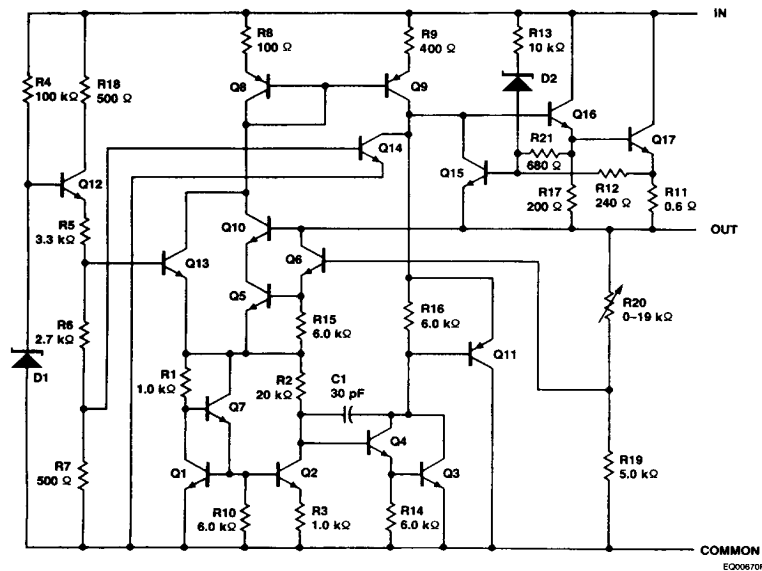 IN
R8
100 Ω
R9
400 Ω
R13
10 kΩ
R4
100 kΩ
R18
500 Ω
Q8
Q9
D2
Q16
Q14
Q15
R21
680 Ω
Q17
Q12
R17
200 Ω
R12
240 Ω
R11
0.6 Ω
R5
3.3 kΩ
Q10
OUT
Q13
Q6
Q5
R15
6.0 kΩ
R16
6.0 kΩ
R20
0–19 kΩ
R6
2.7 kΩ
Q11
D1
R1
1.0 kΩ
R2
20 kΩ
C1
30 pF
Q7
Q4
R7
500 Ω
Q1
Q2
Q3
R19
5.0 kΩ
R10
6.0 kΩ
R3
1.0 kΩ
R14
6.0 kΩ
COMMON